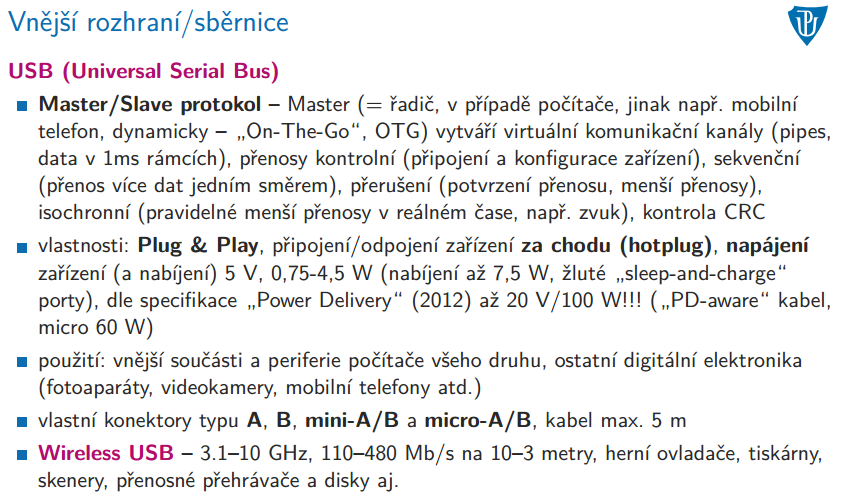 Vnější rozhraní/sběrnice
USB (Universal Serial Bus)
Master/Slave protokol – Master (= řadič, v případě počítače, jinak např. mobilní
telefon, dynamicky – „On-The-Go“, OTG) vytváří virtuální komunikační kanály (pipes,
data v 1ms rámcích), přenosy kontrolní (připojení a konfigurace zařízení), sekvenční
(přenos více dat jedním směrem), přerušení (potvrzení přenosu, menší přenosy),
isochronní (pravidelné menší přenosy v reálném čase, např. zvuk), kontrola CRC
vlastnosti: Plug & Play, připojení/odpojení zařízení za chodu (hotplug), napájení
zařízení (a nabíjení) 5 V, 0,75-4,5 W (nabíjení až 7,5 W, žluté „sleep-and-charge“
porty), dle specifikace „Power Delivery“ (2012) až 20 V/100 W!!! („PD-aware“ kabel,
micro 60 W)
použití: vnější součásti a periferie počítače všeho druhu, ostatní digitální elektronika
(fotoaparáty, videokamery, mobilní telefony atd.)
vlastní konektory typu A, B, mini-A/B a micro-A/B, kabel max. 5 m
Wireless USB – 3.1–10 GHz, 110–480 Mb/s na 10–3 metry, herní ovladače, tiskárny,
skenery, přenosné přehrávače a disky aj.